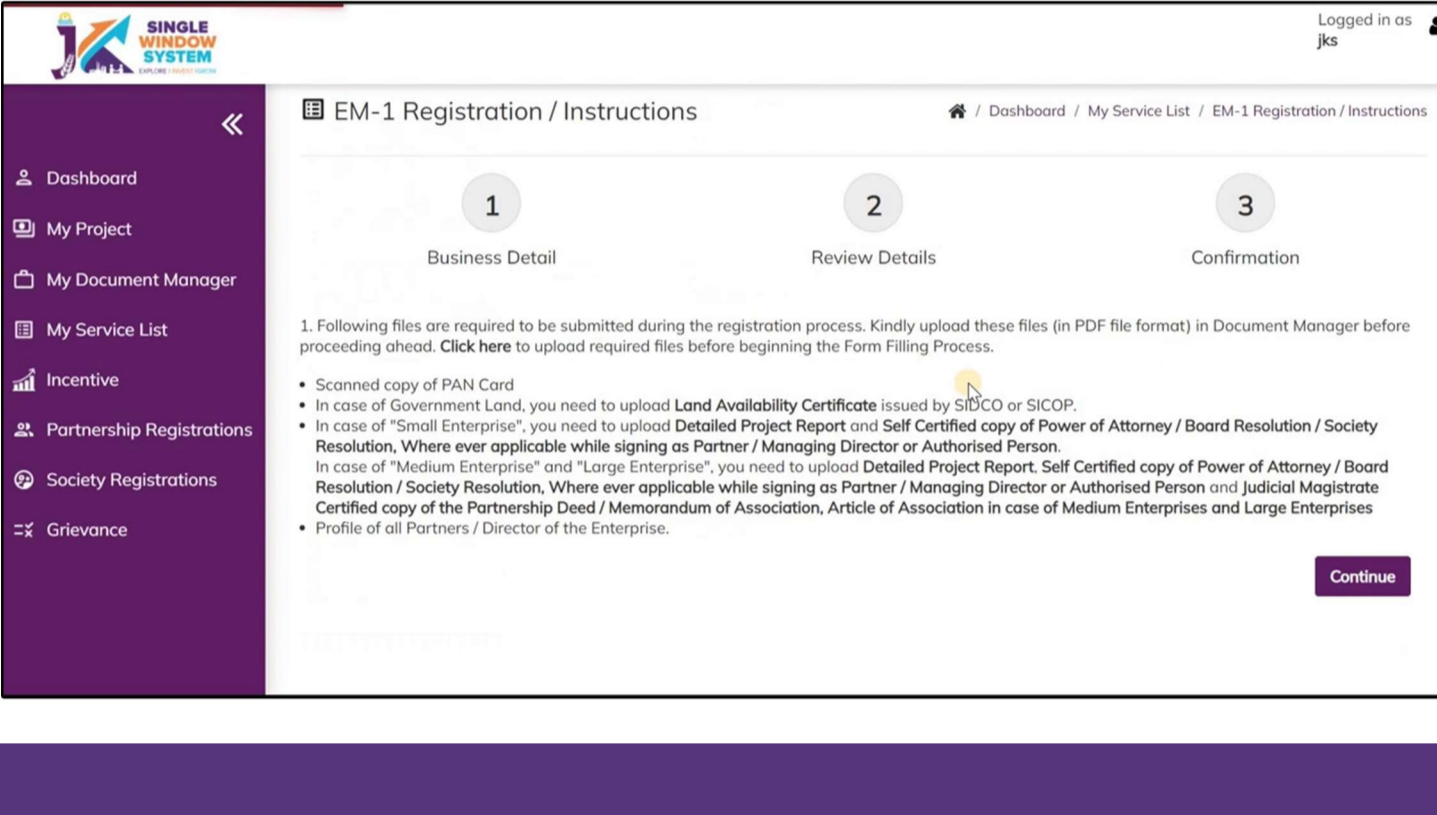 SINGLE
WINDOW
SYSTEM
EXPLORE | INVEST | GROW
Logged in as
jks
EM-1 Registration / Instructions
/ Dashboard / My Service List / EM-1 Registration / Instructions
Dashboard
My Project
My Document Manager
My Service List
Incentive
Partnership Registrations
Society Registrations
Grievance
1
2
3
Business Detail
Review Details
Confirmation
1. Following files are required to be submitted during the registration process. Kindly upload these files (in PDF file format) in Document Manager before
proceeding ahead. Click here to upload required files before beginning the Form Filling Process.
• Scanned copy of PAN Card
• In case of Government Land, you need to upload Land Availability Certificate issued by SIDCO or SICOP.
• In case of "Small Enterprise", you need to upload Detailed Project Report and Self Certified copy of Power of Attorney / Board Resolution / Society
Resolution, Where ever applicable while signing as Partner / Managing Director or Authorised Person.
In case of "Medium Enterprise" and "Large Enterprise", you need to upload Detailed Project Report, Self Certified copy of Power of Attorney / Board
Resolution / Society Resolution, Where ever applicable while signing as Partner / Managing Director or Authorised Person and Judicial Magistrate
Certified copy of the Partnership Deed / Memorandum of Association, Article of Association in case of Medium Enterprises and Large Enterprises
• Profile of all Partners / Director of the Enterprise.
Continue